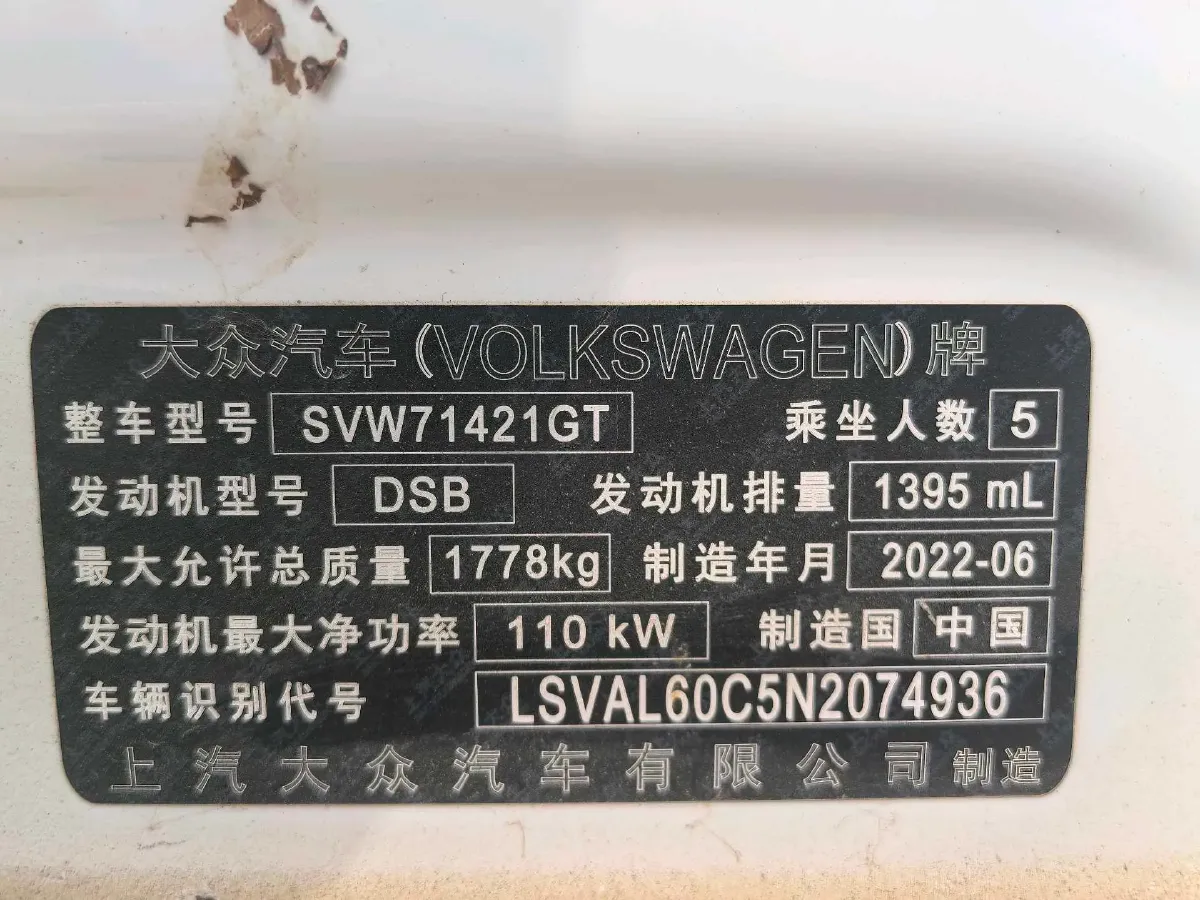 大众汽车(VOLKSWAGEN)牌
整车型号 SVW71421GT 乘坐人数 5
发动机型号 DSB 发动机排量 1395 mL
最大允许总质量 1778kg 制造年月 2022-06
发动机最大净功率 110 kW 制造国 中国
车辆识别代号 LSVAL60C5N2074936
上汽大众汽车有限公司制造